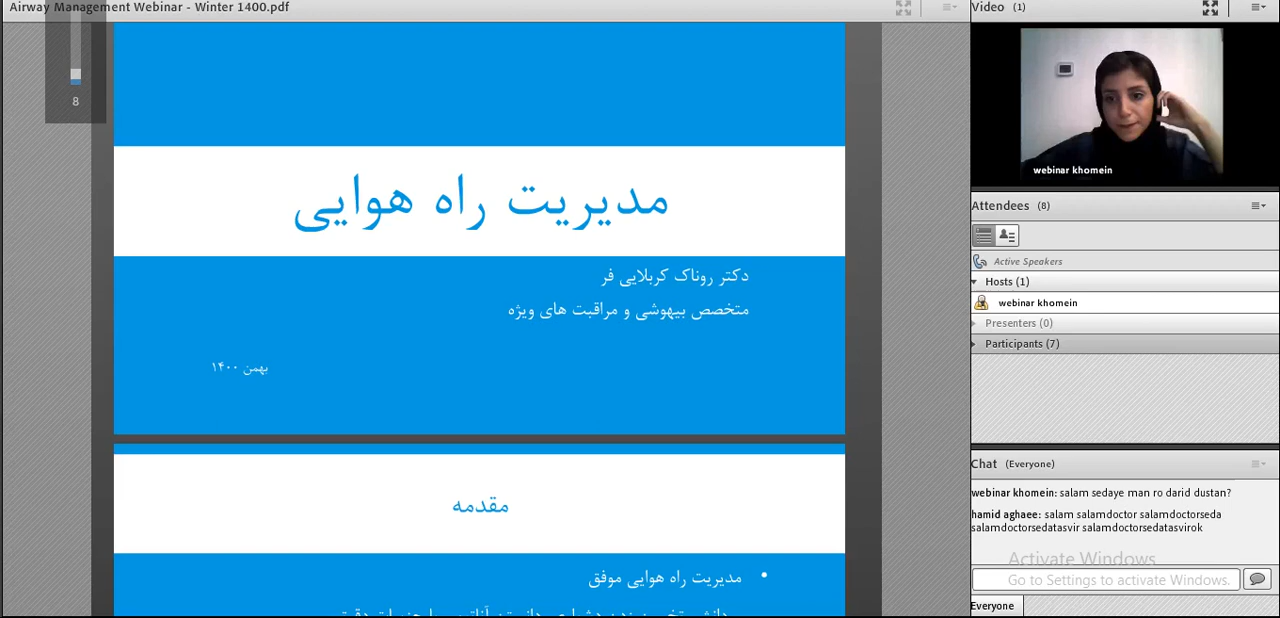 Airway Management Webinar - Winter 1400.pdf
8
مدیریت راه هوایی
دکتر روناک کربلایی فر
متخصص بیهوشی و مراقبت های ویژه
بهمن ۱۴۰۰
مقدمه
• مدیریت راه هوایی موفق
Video (1)
webinar khomein
Attendees (8)
Active Speakers
Hosts (1)
webinar khomein
Presenters (0)
Participants (7)
Chat (Everyone)
webinar khomein: salam sedaye man ro darid dustan?
hamid aghaee: salam salamdoctor salamdoctorseda
salamdoctorsedatasvir salamdoctorsedatasvirok
Activate Windows
Go to Settings to activate Windows.
Everyone